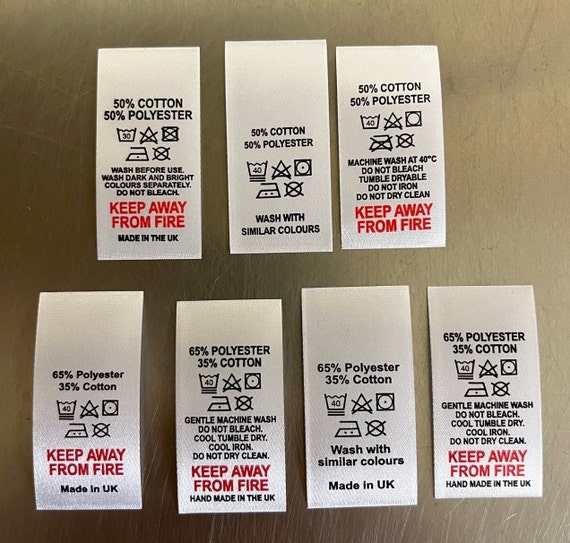 50% COTTON
50% POLYESTER
30
WASH BEFORE USE.
WASH DARK AND BRIGHT
COLOURS SEPARATELY.
DO NOT BLEACH.
KEEP AWAY
FROM FIRE
MADE IN THE UK
50% COTTON
50% POLYESTER
40
WASH WITH
SIMILAR COLOURS
50% COTTON
50% POLYESTER
40
MACHINE WASH AT 40°C
DO NOT BLEACH
TUMBLE DRYABLE
DO NOT IRON
DO NOT DRY CLEAN
KEEP AWAY
FROM FIRE
65% Polyester
35% Cotton
40
KEEP AWAY
FROM FIRE
Made in UK
65% POLYESTER
35% COTTON
40
GENTLE MACHINE WASH
DO NOT BLEACH.
COOL TUMBLE DRY.
COOL IRON.
DO NOT DRY CLEAN.
KEEP AWAY
FROM FIRE
HAND MADE IN THE UK
65% Polyester
35% Cotton
40
Wash with
similar colours
Made in UK
65% POLYESTER
35% COTTON
40
GENTLE MACHINE WASH
DO NOT BLEACH.
COOL TUMBLE DRY.
COOL IRON.
DO NOT DRY CLEAN.
KEEP AWAY
FROM FIRE
HAND MADE IN THE UK